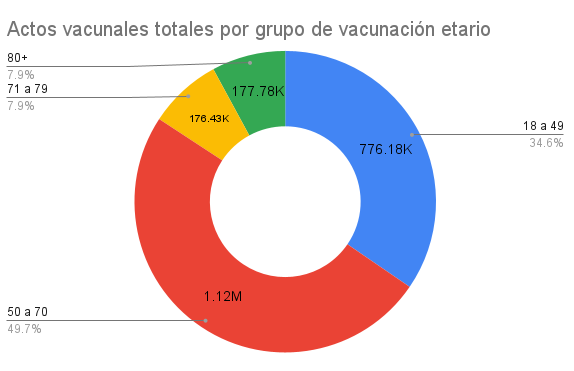 Actos vacunales totales por grupo de vacunación etario
80+
7.9%
71 a 79
7.9%
177.78K
176.43K
18 a 49
34.6%
776.18K
1.12M
50 a 70
49.7%